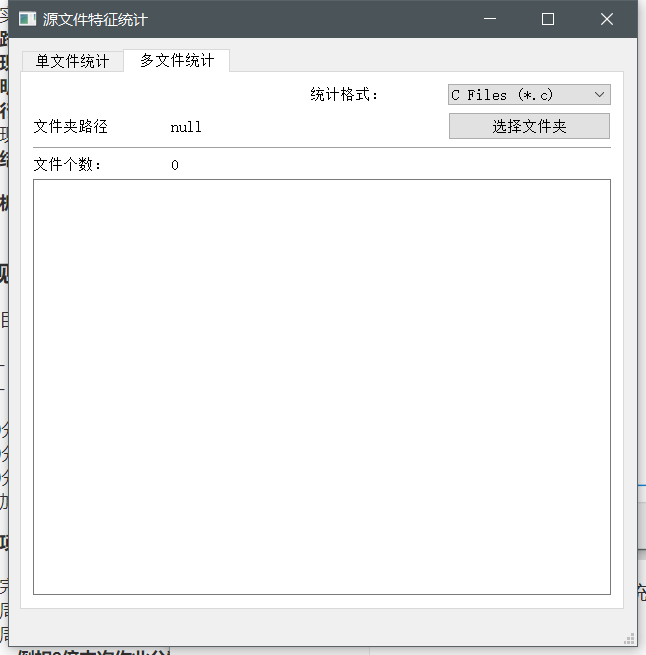 源文件特征统计
单文件统计 多文件统计
统计格式： C Files (*.c)
文件夹路径 null 选择文件夹
文件个数： 0